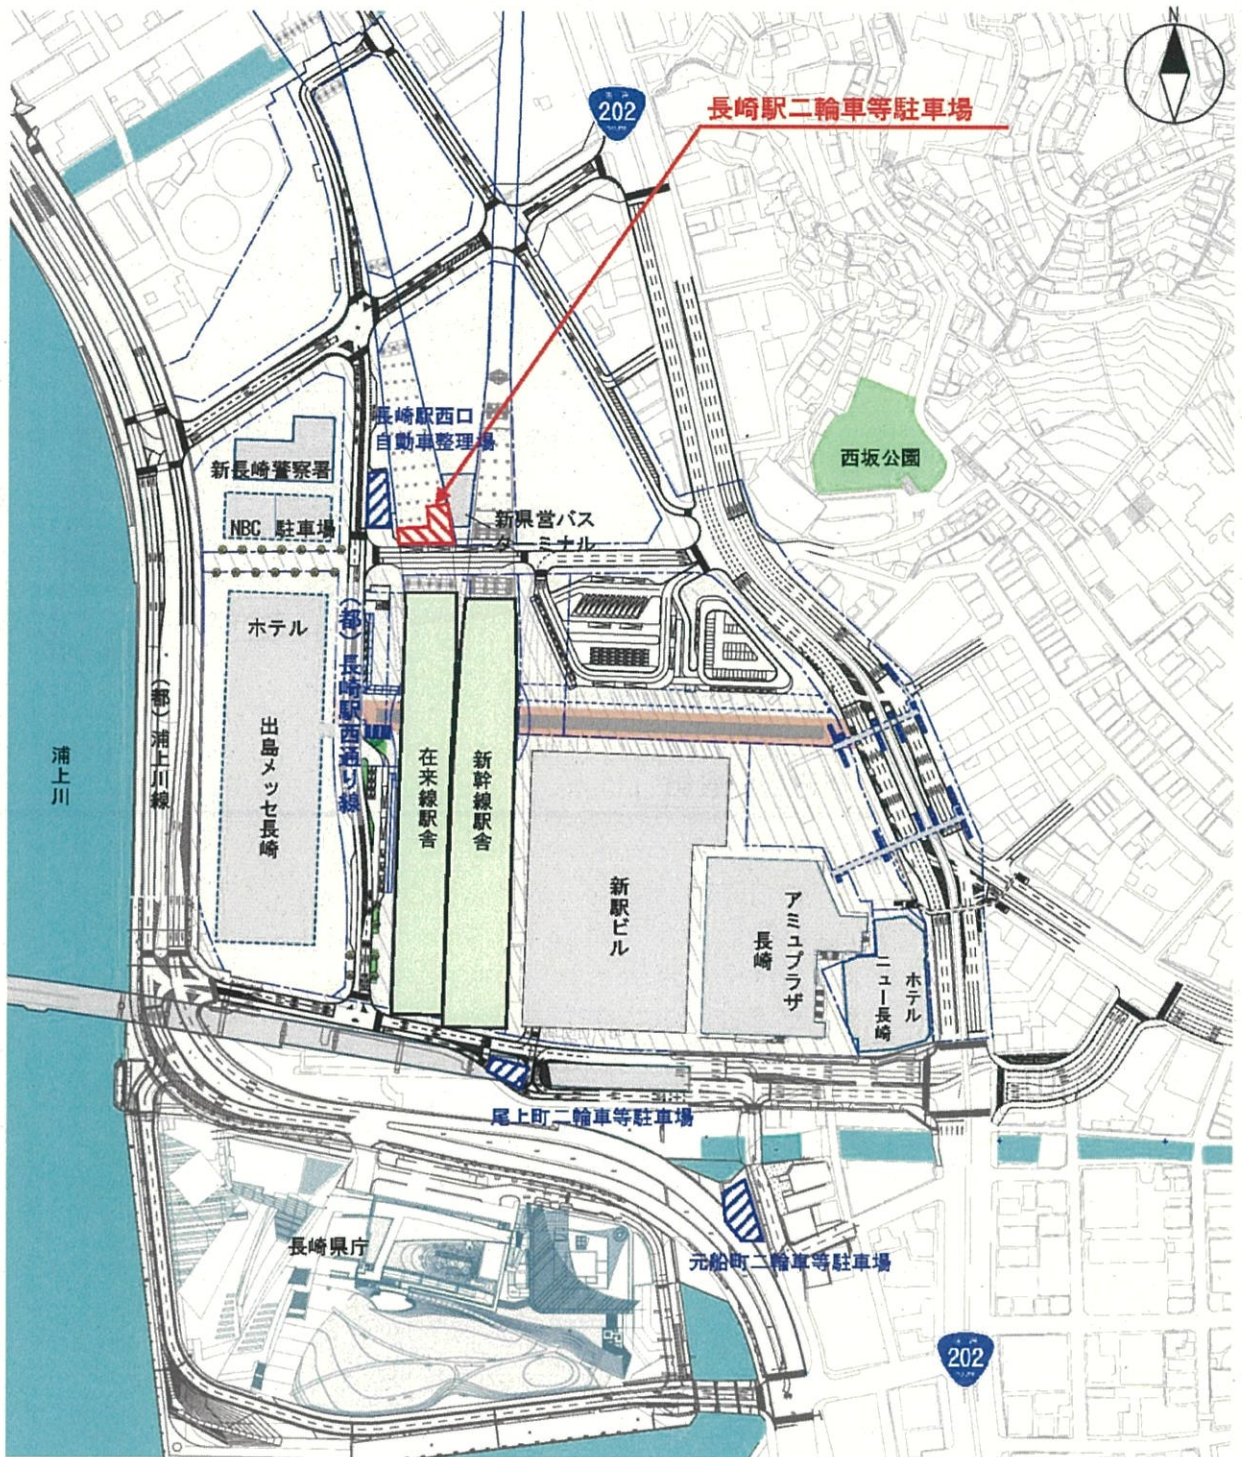 N
202
長崎駅二輪車等駐車場
長崎駅西口
自動車整理場
西坂公園
新長崎警察署
NBC 駐車場
新県営バス
ターミナル
ホテル
(都)長崎駅西通り線
(都)浦上川線
出島メッセ長崎
浦上川
在来線駅舎
新幹線駅舎
新駅ビル
アミュプラザ
長崎
ホテル
ニュー長崎
尾上町二輪車等駐車場
長崎県庁
元船町二輪車等駐車場
202